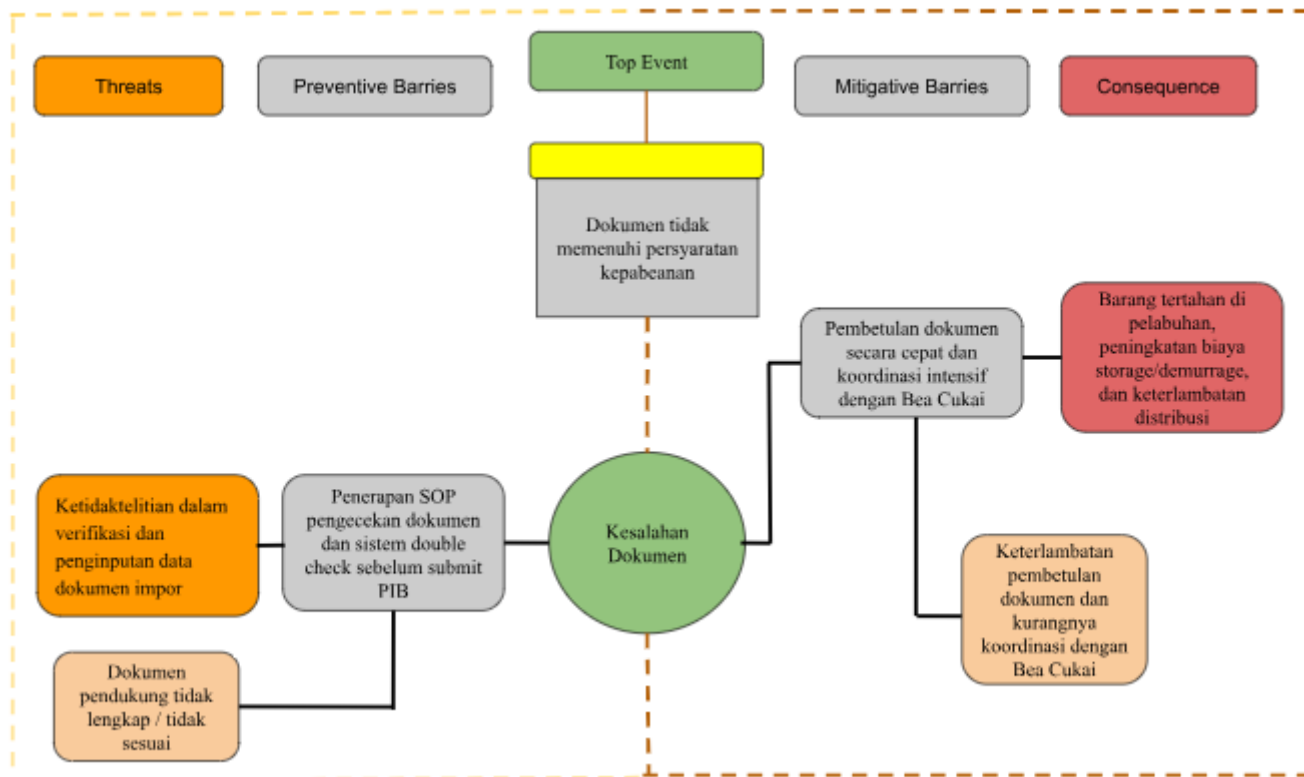 Threats
Preventive Barries
Top Event
Mitigative Barries
Consequence
Dokumen tidak
memenuhi persyaratan
kepabeanan
Pembetulan dokumen
secara cepat dan
koordinasi intensif
dengan Bea Cukai
Barang tertahan di
pelabuhan,
peningkatan biaya
storage/demurrage,
dan keterlambatan
distribusi
Ketidaktelitian dalam
verifikasi dan
penginputan data
dokumen impor
Penerapan SOP
pengecekan dokumen
dan sistem double
check sebelum submit
PIB
Kesalahan
Dokumen
Keterlambatan
pembetulan
dokumen dan
kurangnya
koordinasi dengan
Bea Cukai
Dokumen
pendukung tidak
lengkap / tidak
sesuai